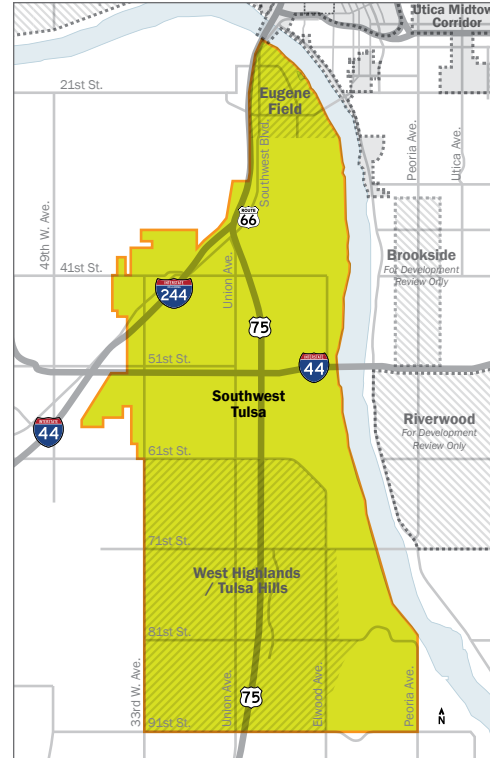 Utica Midtow
Corridor
21st St.
Eugene
Field
Southwest Blvd.
Peoria Ave.
Utica Ave.
49th W. Ave.
ROUTE
66
Brookside
For Development
Review Only
41st St.
Union Ave.
INTERSTATE
244
75
51st St.
INTERSTATE
44
Southwest
Tulsa
INTERSTATE
44
Riverwood
For Development
Review Only
61st St.
71st St.
West Highlands
/ Tulsa Hills
81st St.
33rd W. Ave.
Union Ave.
75
Elwood Ave.
Peoria Ave.
N
91st St.